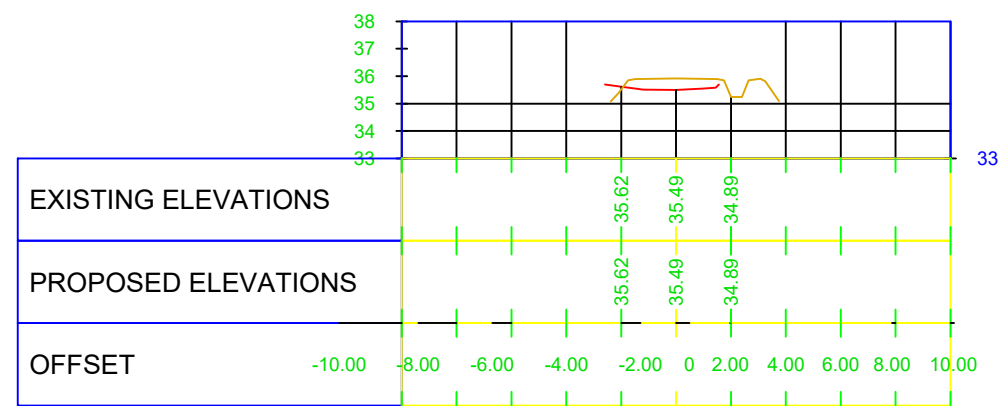 38
37
36
35
34
33
33
EXISTING ELEVATIONS 35.62 35.49 34.89
PROPOSED ELEVATIONS 35.62 35.49 34.89
OFFSET -10.00 -8.00 -6.00 -4.00 -2.00 0 2.00 4.00 6.00 8.00 10.00